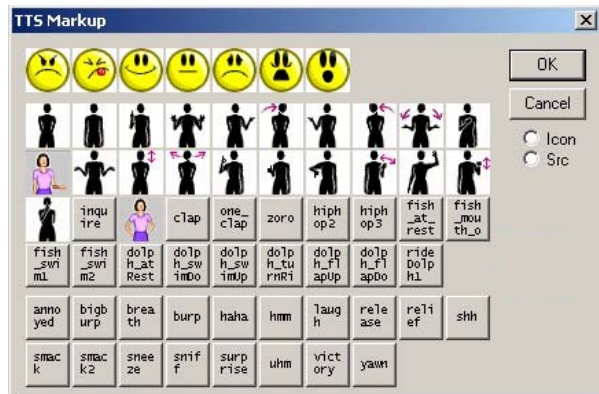 TTS Markup
OK
Cancel
Icon
Src
inqu
ire
clap
one_
clap
zoro
hiph
op2
hiph
op3
fish
_at_
rest
fish
_mou
th_o
fish
_swi
m1
fish
_swi
m2
dolp
h_at
Rest
dolp
h_sw
imDo
dolp
h_sw
imUp
dolp
h_tu
rnRi
dolp
h_fl
apUp
dolp
h_fl
apDo
ride
Dolp
h1
anno
yed
bigb
urp
brea
th
burp
haha
hmm
laug
h
rele
ase
reli
ef
shh
smac
k
smac
k2
snee
ze
snif
f
surp
rise
uhm
vict
ory
yawn